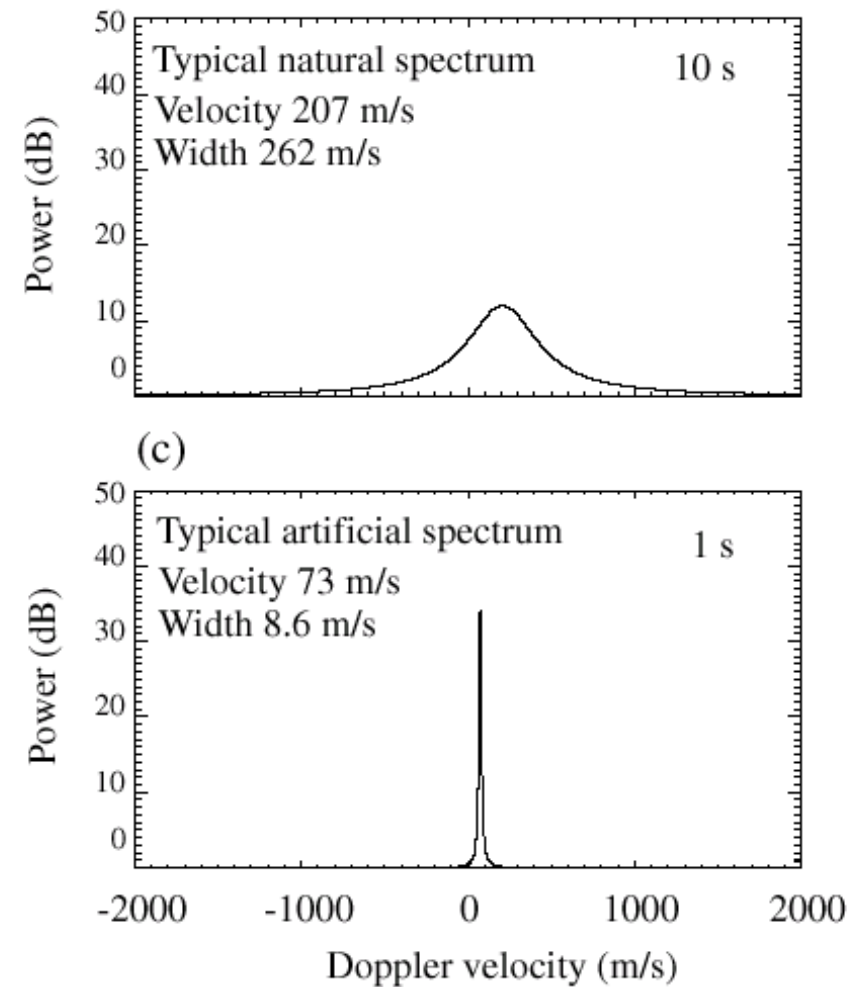 50
40
30
20
10
0
Power (dB)
Typical natural spectrum
10 s
Velocity 207 m/s
Width 262 m/s
(c)
50
40
30
20
10
0
Power (dB)
Typical artificial spectrum
1 s
Velocity 73 m/s
Width 8.6 m/s
-2000 -1000 0 1000 2000
Doppler velocity (m/s)